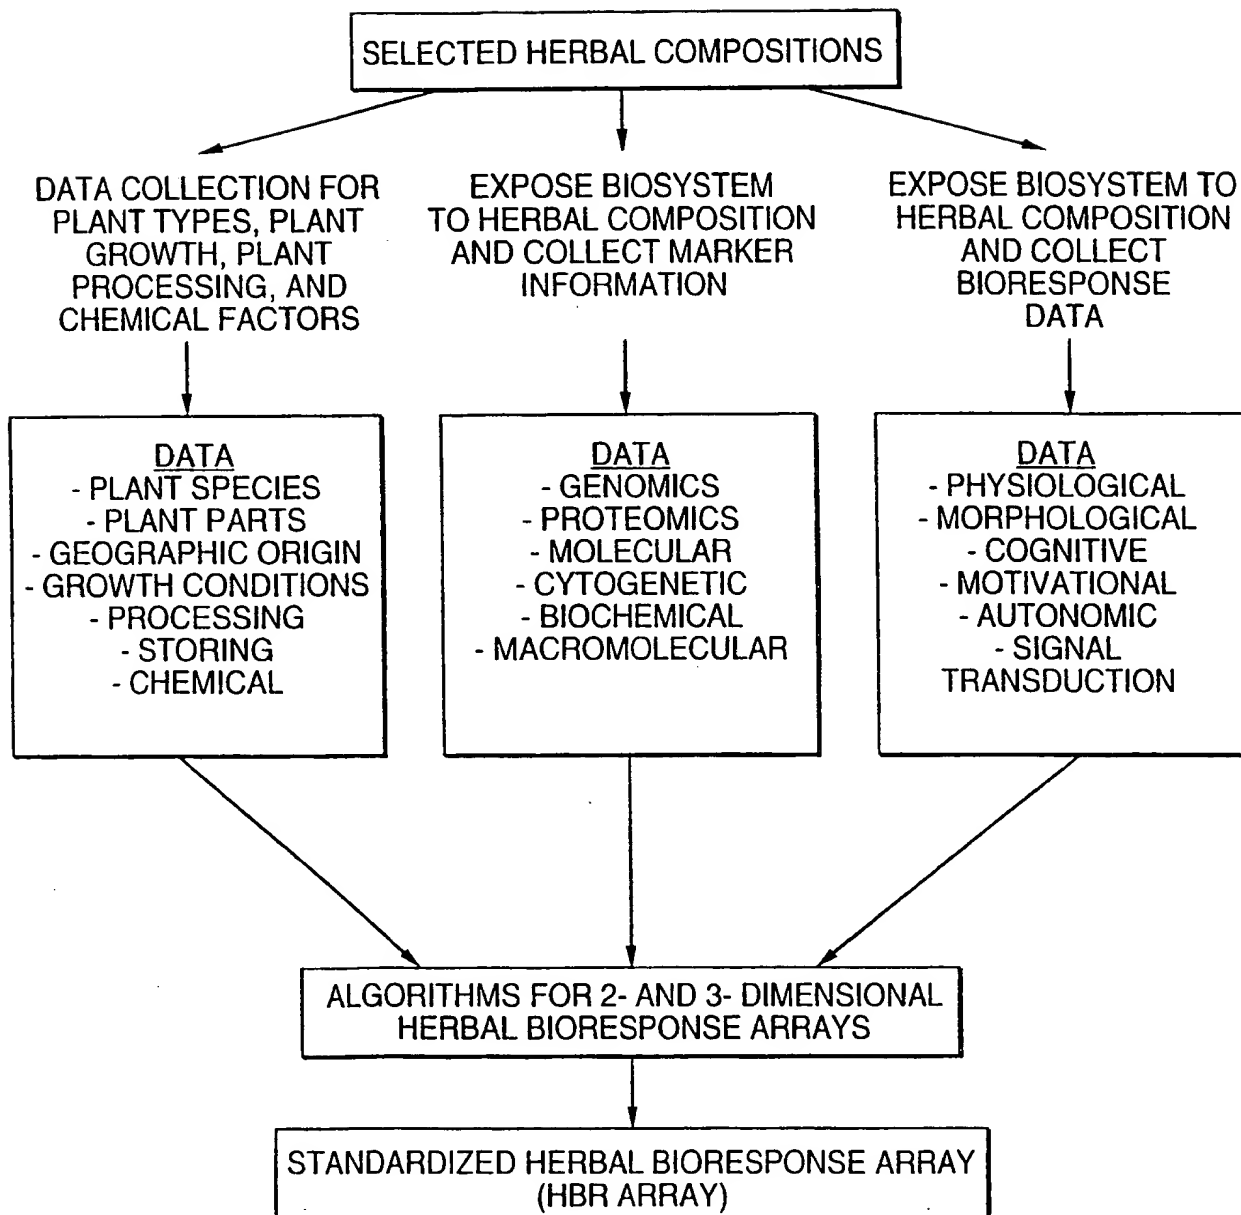 SELECTED HERBAL COMPOSITIONS
DATA COLLECTION FOR
PLANT TYPES, PLANT
GROWTH, PLANT
PROCESSING, AND
CHEMICAL FACTORS
EXPOSE BIOSYSTEM
TO HERBAL COMPOSITION
AND COLLECT MARKER
INFORMATION
EXPOSE BIOSYSTEM TO
HERBAL COMPOSITION
AND COLLECT
BIORESPONSE
DATA
DATA
- PLANT SPECIES
- PLANT PARTS
- GEOGRAPHIC ORIGIN
- GROWTH CONDITIONS
- PROCESSING
- STORING
- CHEMICAL
DATA
- GENOMICS
- PROTEOMICS
- MOLECULAR
- CYTOGENETIC
- BIOCHEMICAL
- MACROMOLECULAR
DATA
- PHYSIOLOGICAL
- MORPHOLOGICAL
- COGNITIVE
- MOTIVATIONAL
- AUTONOMIC
- SIGNAL
TRANSDUCTION
ALGORITHMS FOR 2- AND 3- DIMENSIONAL
HERBAL BIORESPONSE ARRAYS
STANDARDIZED HERBAL BIORESPONSE ARRAY
(HBR ARRAY)